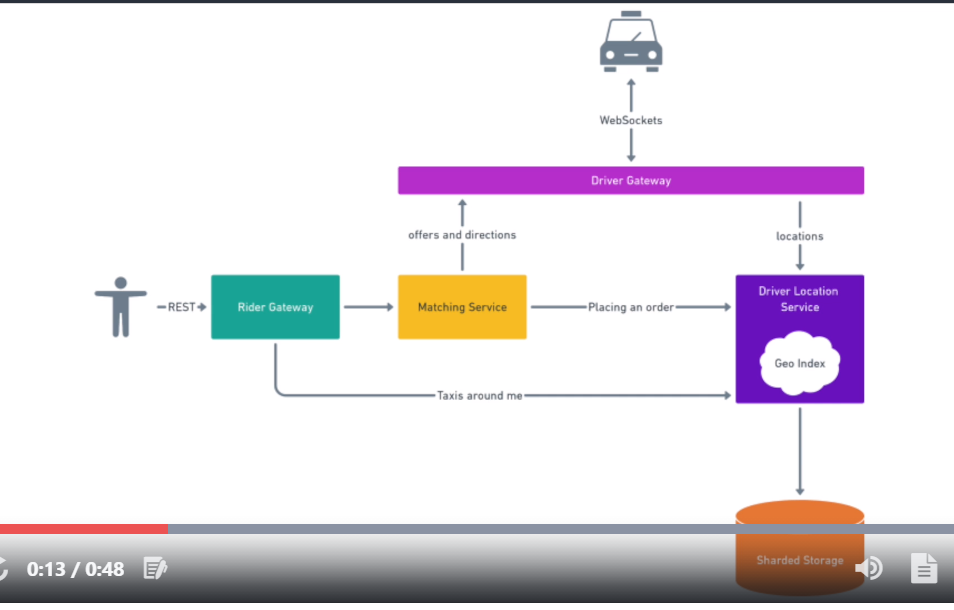 WebSockets
Driver Gateway
offers and directions
locations
REST
Rider Gateway
Matching Service
Placing an order
Driver Location
Service
Geo Index
Taxis around me
Sharded Storage
0:13 / 0:48